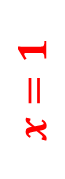 x = 1